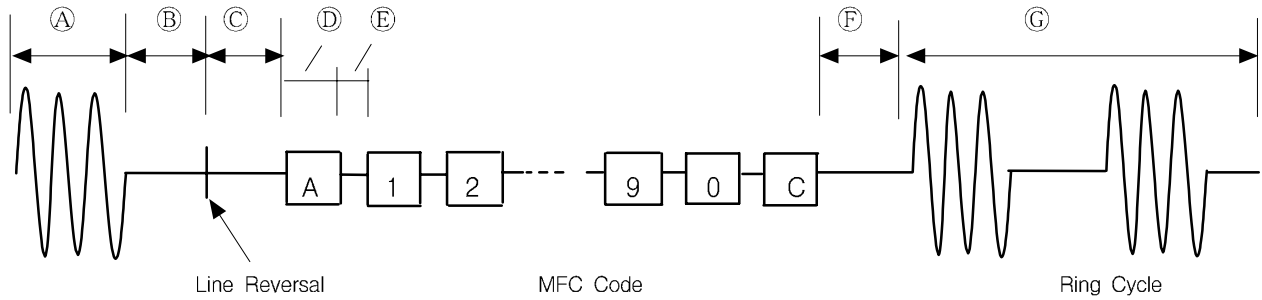 Ⓐ Ⓑ Ⓒ Ⓓ Ⓔ Ⓕ Ⓖ
A 1 2 9 0 C
Line Reversal MFC Code Ring Cycle